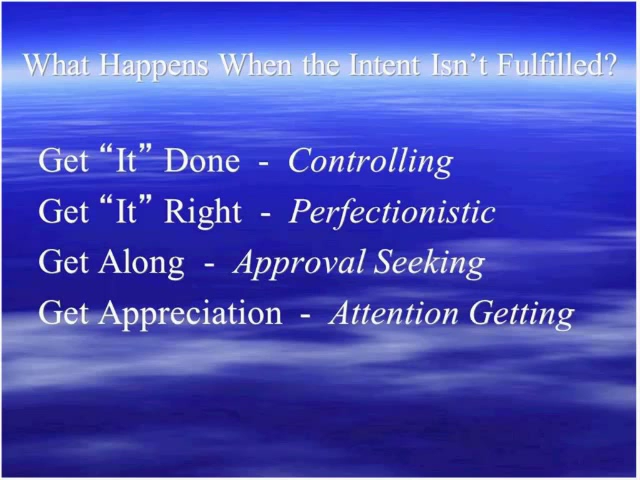 What Happens When the Intent Isn’t Fulfilled?
Get “It” Done - Controlling
Get “It” Right - Perfectionistic
Get Along - Approval Seeking
Get Appreciation - Attention Getting